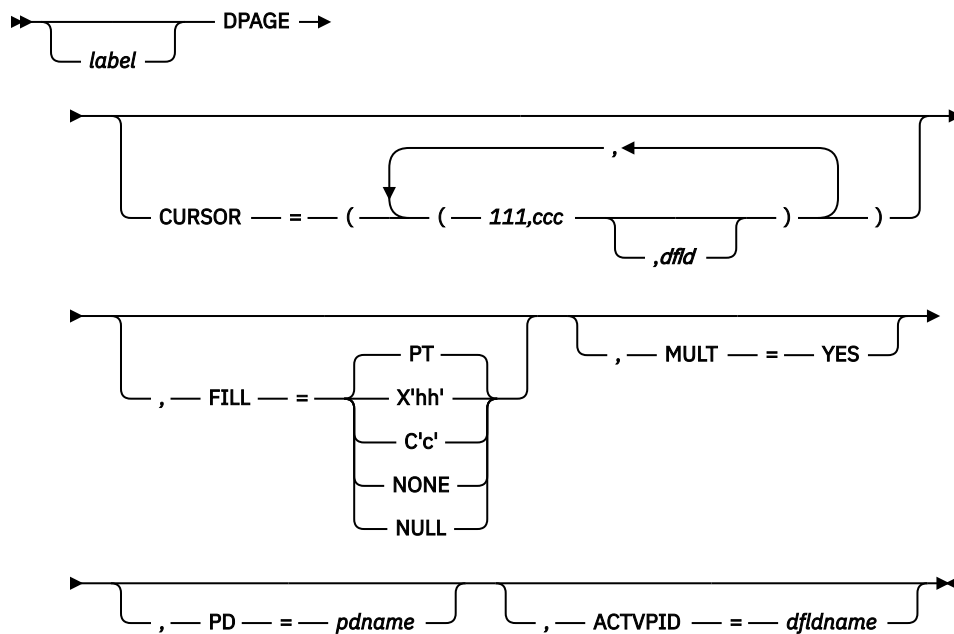 DPAGE
label
,
CURSOR = ( ( 111,ccc ) )
,dfld
PT
, FILL = X'hh'
C'c'
NONE
NULL
, MULT = YES
, PD = pdname
, ACTVPID = dfldname